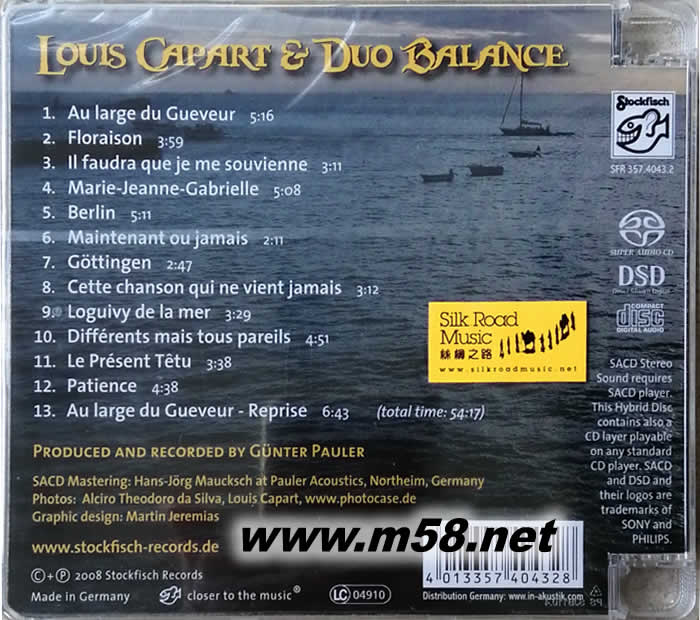 LOUIS CAPART & DUO BALANCE
1. Au large du Gueveur 5:16
2. Floraison 3:59
3. Il faudra que je me souvienne 3:11
4. Marie-Jeanne-Gabrielle 5:08
5. Berlin 5:11
6. Maintenant ou jamais 2:11
7. Göttingen 2:47
8. Cette chanson qui ne vient jamais 3:12
9. Loguivy de la mer 3:29
10. Différents mais tous pareils 4:51
11. Le Présent Têtu 3:38
12. Patience 4:38
13. Au large du Gueveur - Reprise 6:43 (total time: 54:17)
PRODUCED AND RECORDED BY GÜNTER PAULER
SACD Mastering: Hans-Jörg Maucksch at Pauler Acoustics, Northeim, Germany
Photos: Alciro Theodoro da Silva, Louis Capart, www.photocase.de
Graphic design: Martin Jeremias
www.stockfisch-records.de
©+℗ 2008 Stockfisch Records
Made in Germany
closer to the music®
LC 04910
Stockfisch
SFR 357.4043.2
SUPER AUDIO CD
DSD
Direct Stream Digital
COMPACT
disc
DIGITAL AUDIO
Silk Road
Music
絲綢之路
www.silkroadmusic.net
SACD Stereo
Sound requires
SACD player.
This Hybrid Disc
contains also a
CD layer playable
on any standard
CD player. SACD
and DSD and
their logos are
trademarks of
SONY and
PHILIPS.
www.m58.net
4 013357 404328
Distribution Germany: www.in-akustik.com